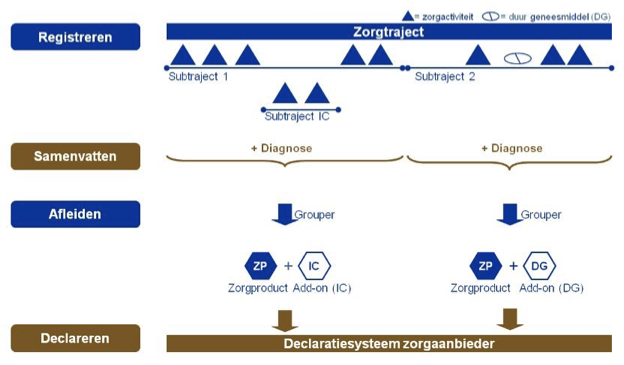 = zorgactiviteit = duur geneesmiddel (DG)
Registreren
Zorgtraject
Subtraject 1
Subtraject 2
Subtraject IC
Samenvatten
+ Diagnose
+ Diagnose
Afleiden
Grouper
Grouper
ZP + IC
ZP + DG
Zorgproduct Add-on (IC)
Zorgproduct Add-on (DG)
Declareren
Declaratiesysteem zorgaanbieder